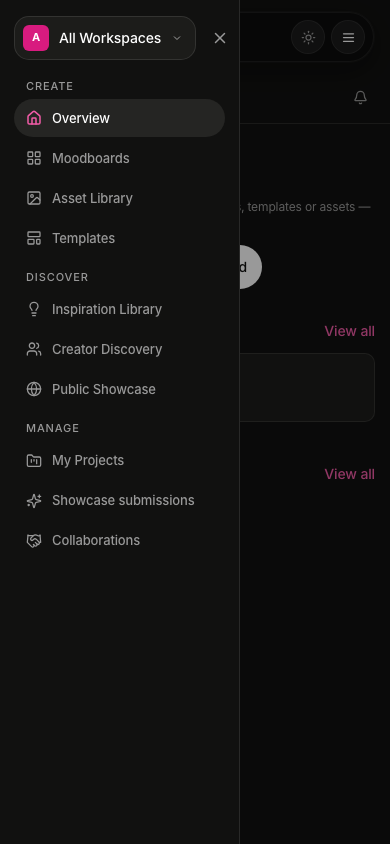 A All Workspaces
CREATE
Overview
Moodboards
Asset Library
Templates
DISCOVER
Inspiration Library
Creator Discovery
Public Showcase
MANAGE
My Projects
Showcase submissions
Collaborations
, templates or assets —
d
View all
View all